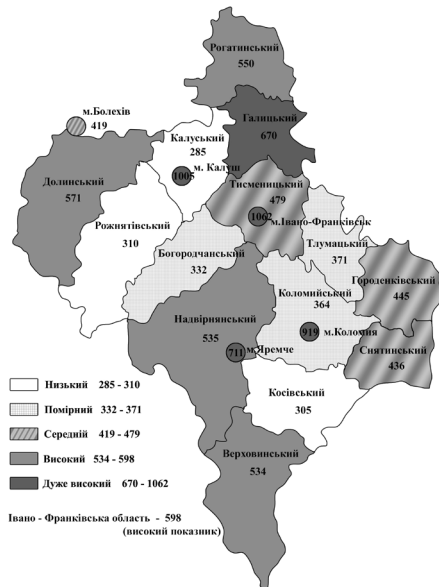 Рогатинський
550
м.Болехів
419
Галицький
670
Калуський
285
м. Калуш
1005
Долинський
571
Тисменицький
479
1062
м.Івано-Франківськ
Рожнятівський
310
Тлумацький
371
Богородчанський
332
Городенківський
445
Коломийський
364
Надвірнянський
535
919
м.Коломия
Снятинський
436
711
м.Яремче
Косівський
305
Верховинський
534
Низький 285 - 310
Помірний 332 - 371
Середній 419 - 479
Високий 534 - 598
Дуже високий 670 - 1062
Івано - Франківська область - 598
(високий показник)